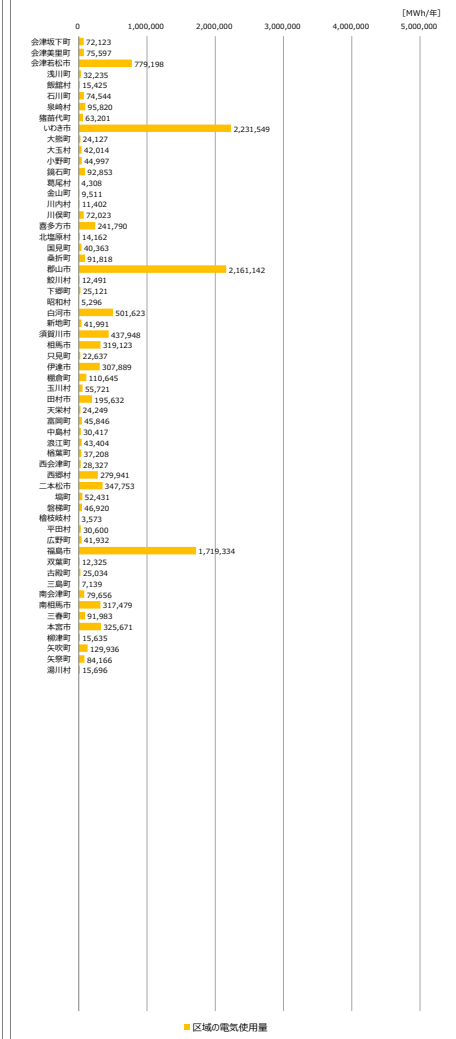 [MWh/年]
0 1,000,000 2,000,000 3,000,000 4,000,000 5,000,000
会津坂下町 72,123
会津美里町 75,597
会津若松市 779,198
浅川町 32,235
飯舘村 15,425
石川町 74,544
泉崎村 95,820
猪苗代町 63,201
いわき市 2,231,549
大熊町 24,127
大玉村 42,014
小野町 44,997
鏡石町 92,853
葛尾村 4,308
金山町 9,511
川内村 11,402
川俣町 72,023
喜多方市 241,790
北塩原村 14,162
国見町 40,363
桑折町 91,818
郡山市 2,161,142
鮫川村 12,491
下郷町 25,121
昭和村 5,296
白河市 501,623
新地町 41,991
須賀川市 437,948
相馬市 319,123
只見町 22,637
伊達市 307,889
棚倉町 110,645
玉川村 55,721
田村市 195,632
天栄村 24,249
富岡町 45,846
中島村 30,417
浪江町 43,404
楢葉町 37,208
西会津町 28,327
西郷村 279,941
二本松市 347,753
塙町 52,431
磐梯町 46,920
檜枝岐村 3,573
平田村 30,600
広野町 41,932
福島市 1,719,334
双葉町 12,325
古殿町 25,034
三島町 7,139
南会津町 79,656
南相馬市 317,479
三春町 91,983
本宮市 325,671
柳津町 15,635
矢吹町 129,936
矢祭町 84,166
湯川村 15,696
区域の電気使用量